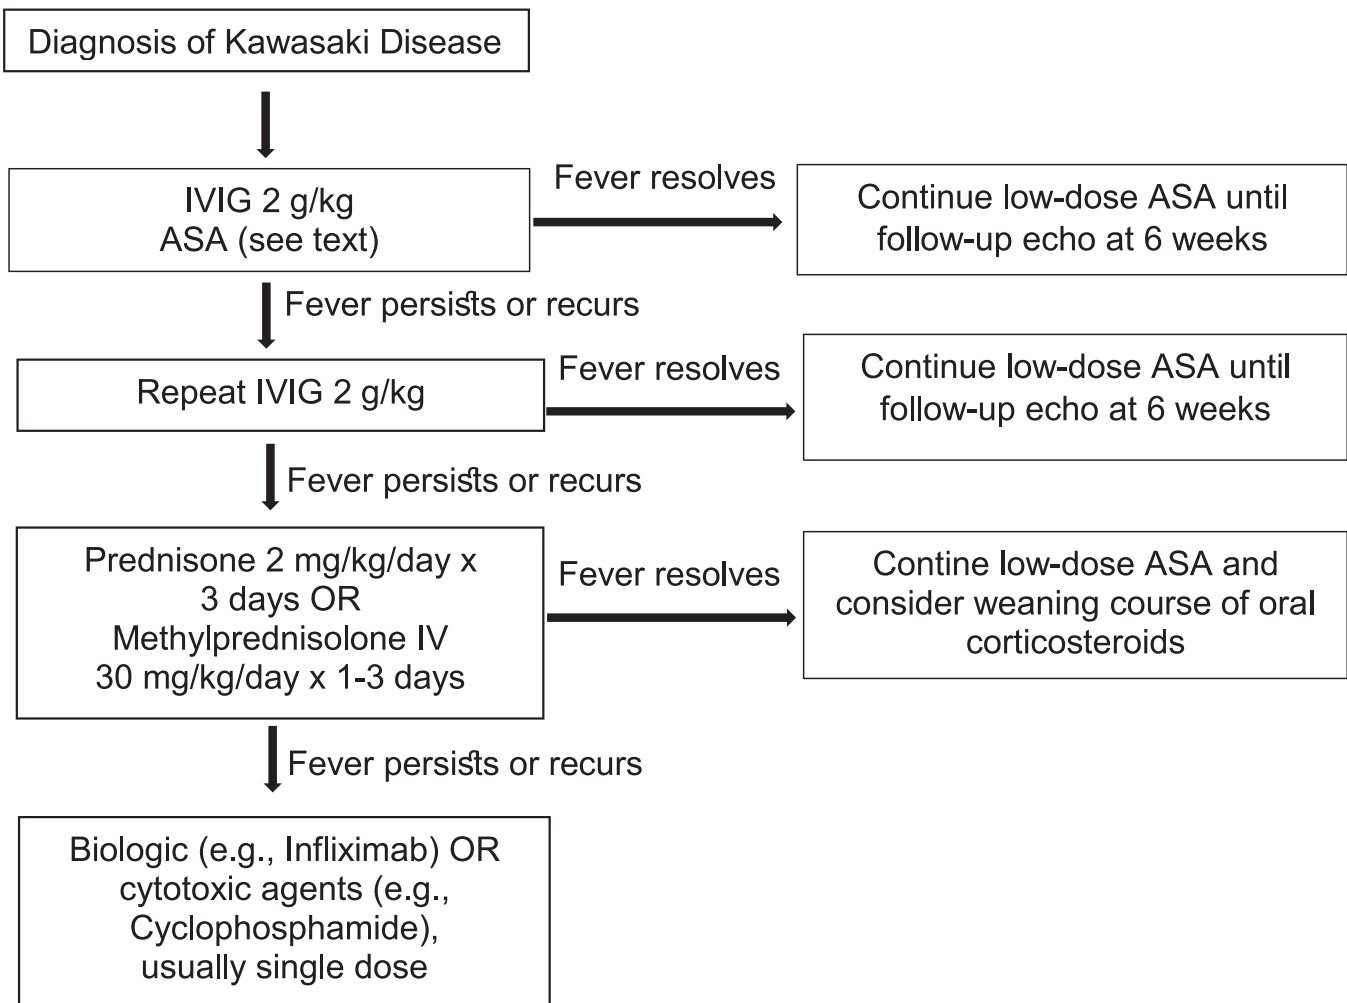 Diagnosis of Kawasaki Disease
IVIG 2 g/kg
ASA (see text)
Fever resolves
Continue low-dose ASA until
follow-up echo at 6 weeks
Fever persists or recurs
Repeat IVIG 2 g/kg
Fever resolves
Continue low-dose ASA until
follow-up echo at 6 weeks
Fever persists or recurs
Prednisone 2 mg/kg/day x
3 days OR
Methylprednisolone IV
30 mg/kg/day x 1-3 days
Fever resolves
Contine low-dose ASA and
consider weaning course of oral
corticosteroids
Fever persists or recurs
Biologic (e.g., Infliximab) OR
cytotoxic agents (e.g.,
Cyclophosphamide),
usually single dose